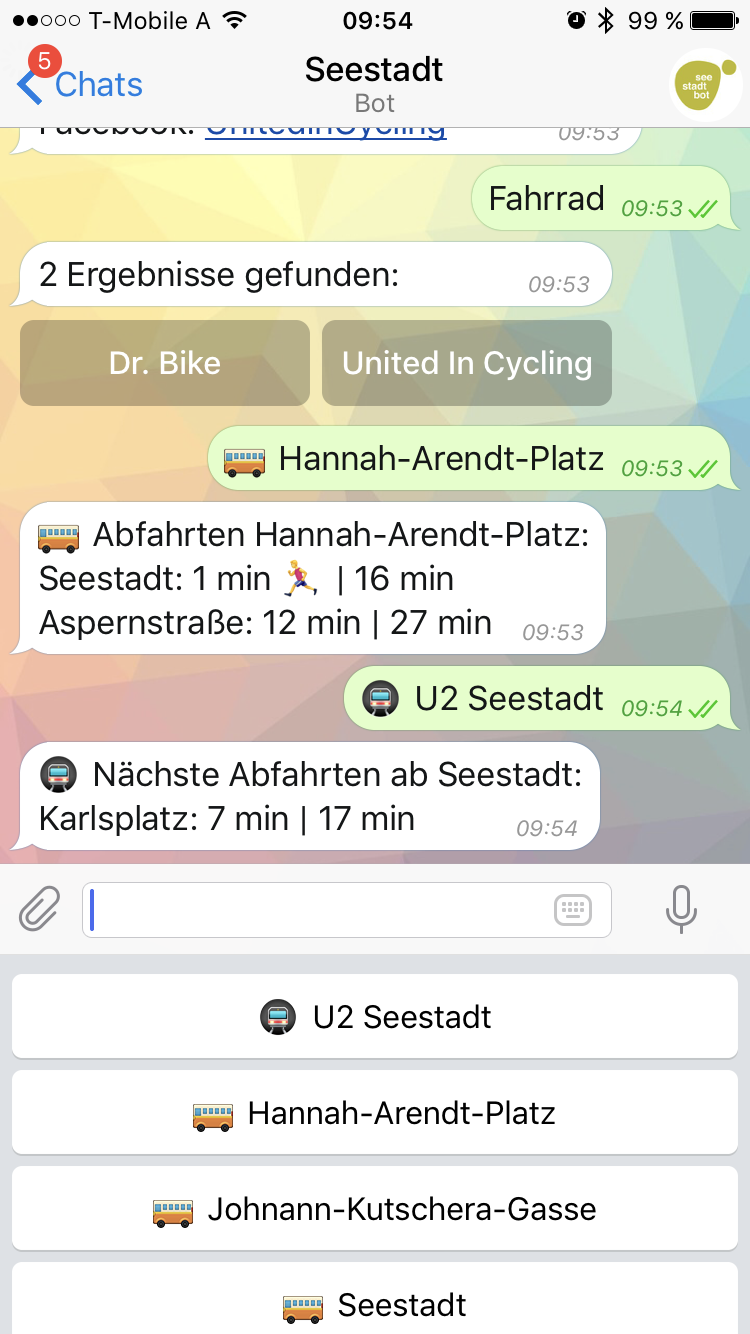 T-Mobile A 09:54 99 %
5
Chats
Seestadt
Bot
see
stadt
bot
Facebook: UnitedInCycling 09:53
Fahrrad 09:53
2 Ergebnisse gefunden: 09:53
Dr. Bike
United In Cycling
Hannah-Arendt-Platz 09:53
Abfahrten Hannah-Arendt-Platz:
Seestadt: 1 min 🏃 | 16 min
Aspernstraße: 12 min | 27 min 09:53
U2 Seestadt 09:54
Nächste Abfahrten ab Seestadt:
Karlsplatz: 7 min | 17 min 09:54
U2 Seestadt
Hannah-Arendt-Platz
Johnann-Kutschera-Gasse
Seestadt